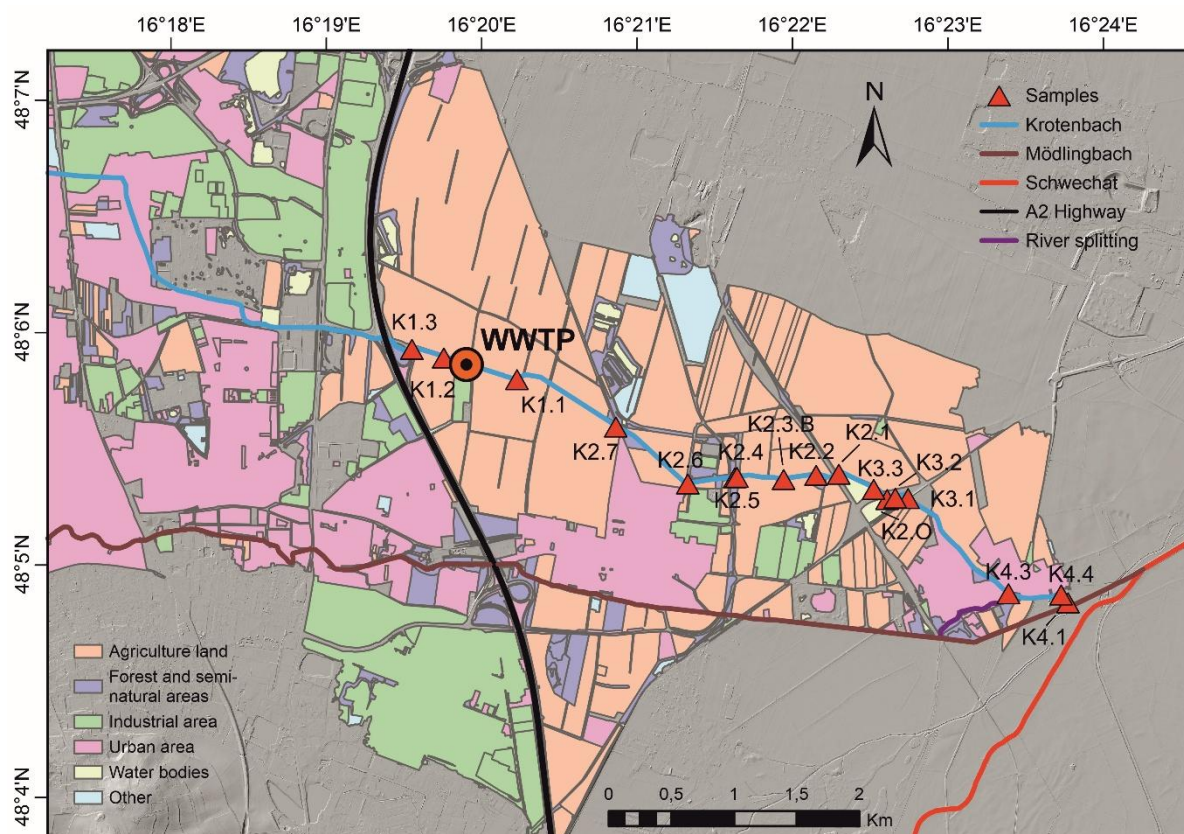 16°18'E
16°19'E
16°20'E
16°21'E
16°22'E
16°23'E
16°24'E
48°7'N
48°6'N
48°5'N
48°4'N
N
Samples
Krotenbach
Mödlingbach
Schwechat
A2 Highway
River splitting
K1.3
WWTP
K1.2
K1.1
K2.7
K2.6
K2.4
K2.5
K2.3.B
K2.2
K2.1
K3.3
K3.2
K3.1
K2.O
K4.3
K4.4
K4.1
Agriculture land
Forest and semi-
natural areas
Industrial area
Urban area
Water bodies
Other
0 0,5 1 1,5 2
Km